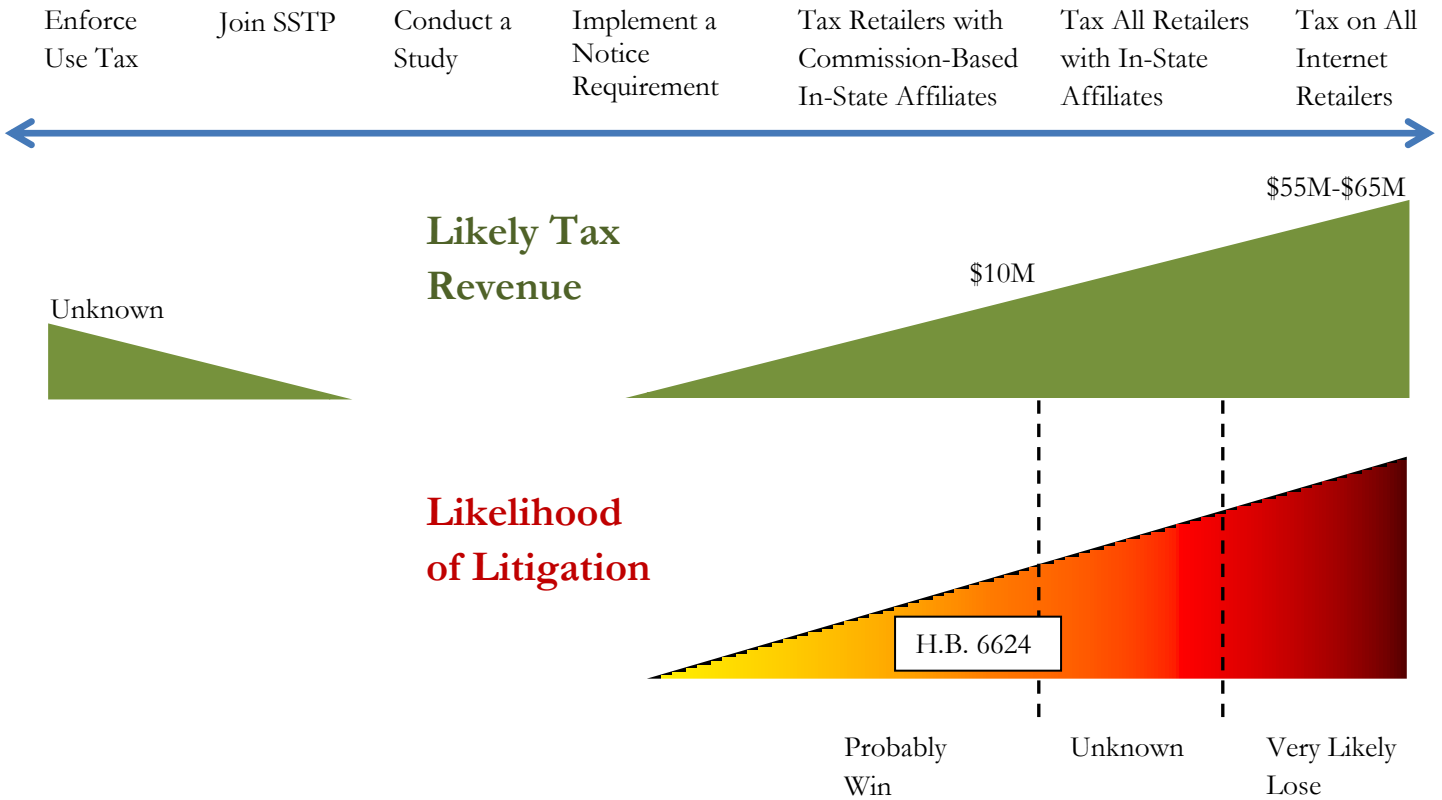 Enforce
Use Tax
Join SSTP
Conduct a
Study
Implement a
Notice
Requirement
Tax Retailers with
Commission-Based
In-State Affiliates
Tax All Retailers
with In-State
Affiliates
Tax on All
Internet
Retailers
$55M-$65M
Likely Tax
Revenue
$10M
Unknown
Likelihood
of Litigation
H.B. 6624
Probably
Win
Unknown
Very Likely
Lose